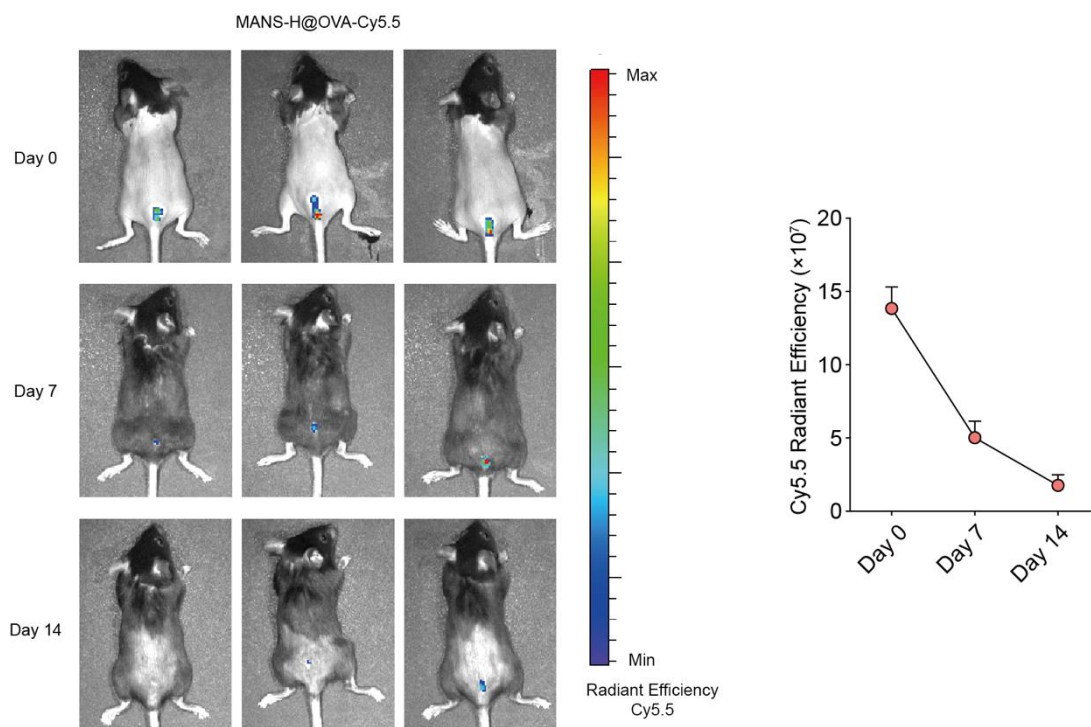 MANS-H@OVA-Cy5.5
Day 0
Day 7
Day 14
Max
Min
Radiant Efficiency
Cy5.5
Cy5.5 Radiant Efficiency (×10⁷)
20
15
10
5
0
Day 0
Day 7
Day 14